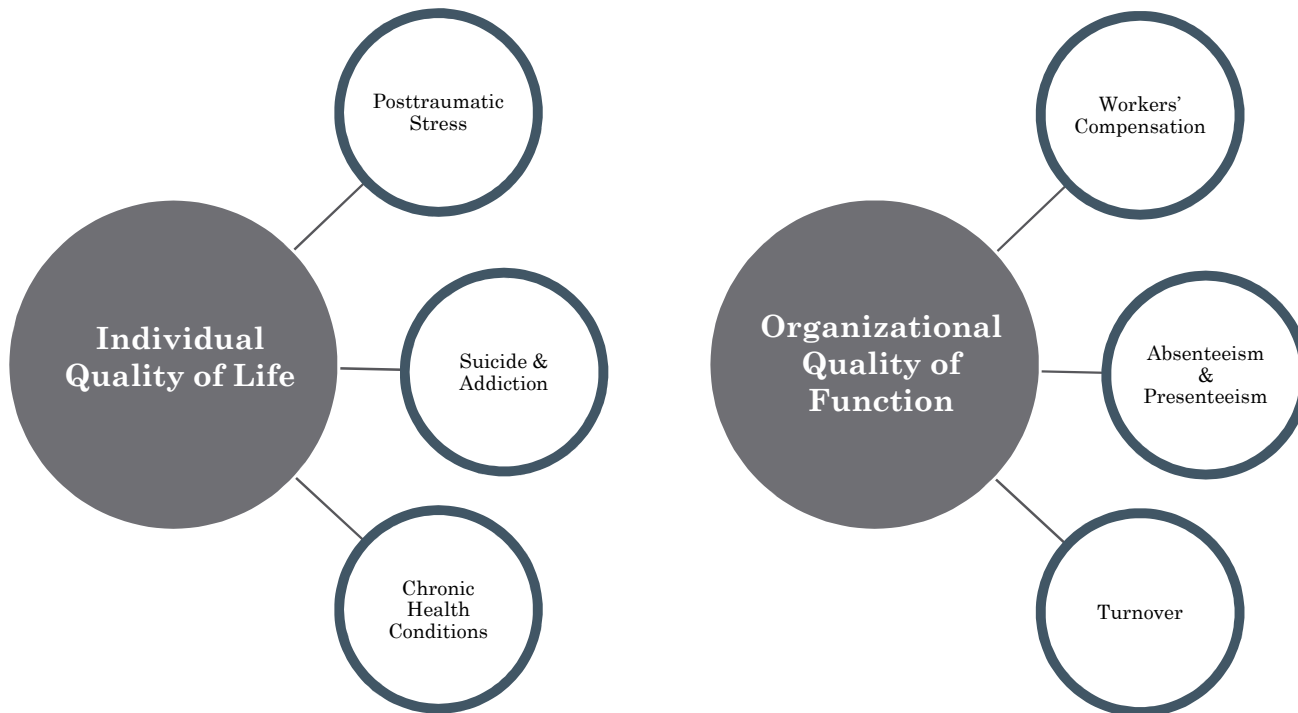 Individual
Quality of Life
Posttraumatic
Stress
Suicide &
Addiction
Chronic
Health
Conditions
Organizational
Quality of
Function
Workers’
Compensation
Absenteeism
&
Presenteeism
Turnover